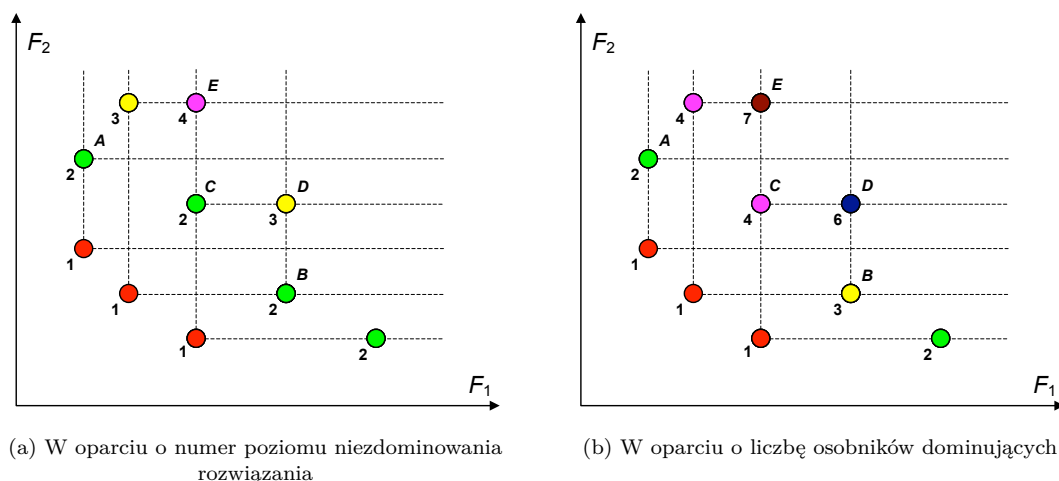 F2
E
3
4
A
2
C
D
2
3
1
B
1
2
1
2
F1
(a) W oparciu o numer poziomu niezdominowania
rozwiązania
F2
E
4
7
A
2
C
D
4
6
1
B
1
3
1
2
F1
(b) W oparciu o liczbę osobników dominujących